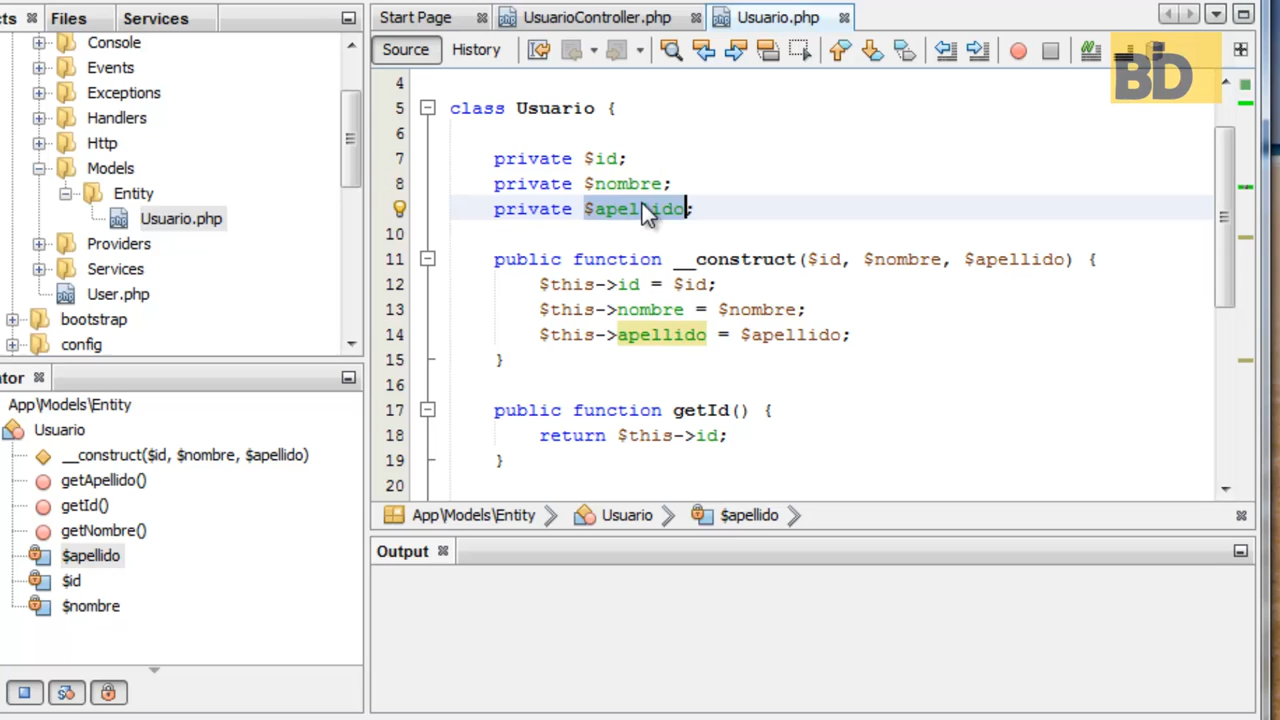 cts Files Services
Console
Events
Exceptions
Handlers
Http
Models
Entity
Usuario.php
Providers
Services
User.php
bootstrap
config
ator
App\Models\Entity
Usuario
__construct($id, $nombre, $apellido)
getApellido()
getId()
getNombre()
$apellido
$id
$nombre
Start Page UsuarioController.php Usuario.php
Source History
BD
4
5 class Usuario {
6
7 private $id;
8 private $nombre;
private $apellido;
10
11 public function __construct($id, $nombre, $apellido) {
12 $this->id = $id;
13 $this->nombre = $nombre;
14 $this->apellido = $apellido;
15 }
16
17 public function getId() {
18 return $this->id;
19 }
20
App\Models\Entity Usuario $apellido
Output